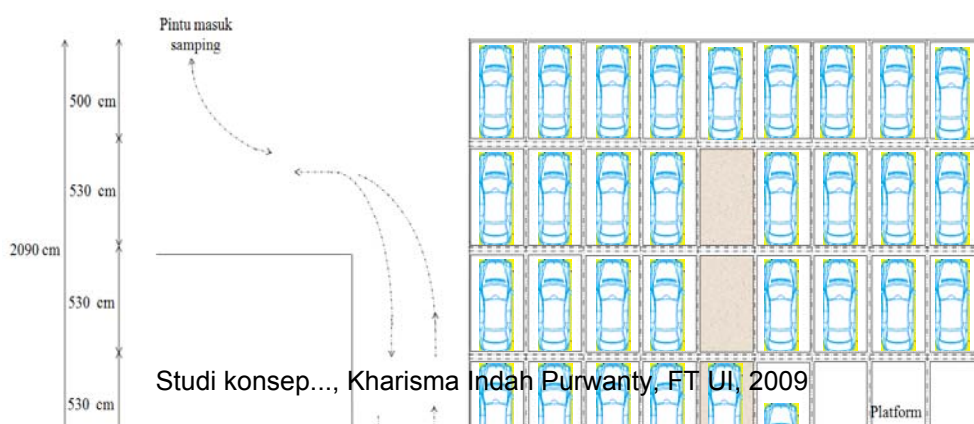 Pintu masuk
samping
500 cm
530 cm
2090 cm
530 cm
530 cm
Studi konsep..., Kharisma Indah Purwanty, FT UI, 2009
Platform